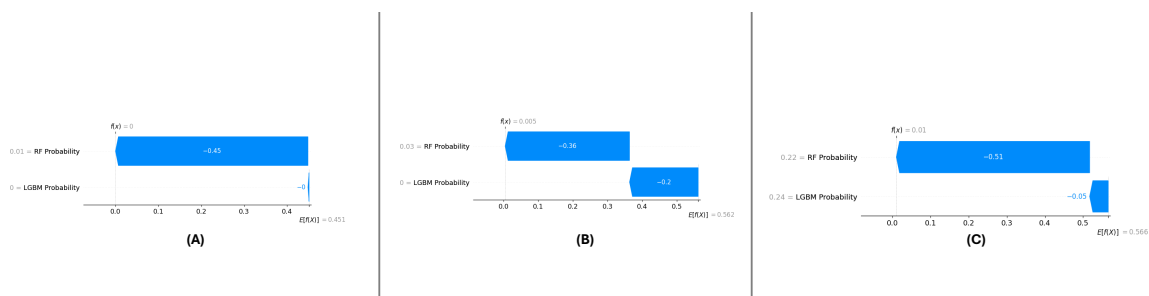 f(x) = 0
0.01 = RF Probability
−0.45
0 = LGBM Probability
−0
0.0 0.1 0.2 0.3 0.4
E[f(X)] = 0.451
(A)
f(x) = 0.005
0.03 = RF Probability
−0.36
0 = LGBM Probability
−0.2
0.0 0.1 0.2 0.3 0.4 0.5
E[f(X)] = 0.562
(B)
f(x) = 0.01
0.22 = RF Probability
−0.51
0.24 = LGBM Probability
−0.05
0.0 0.1 0.2 0.3 0.4 0.5
E[f(X)] = 0.566
(C)